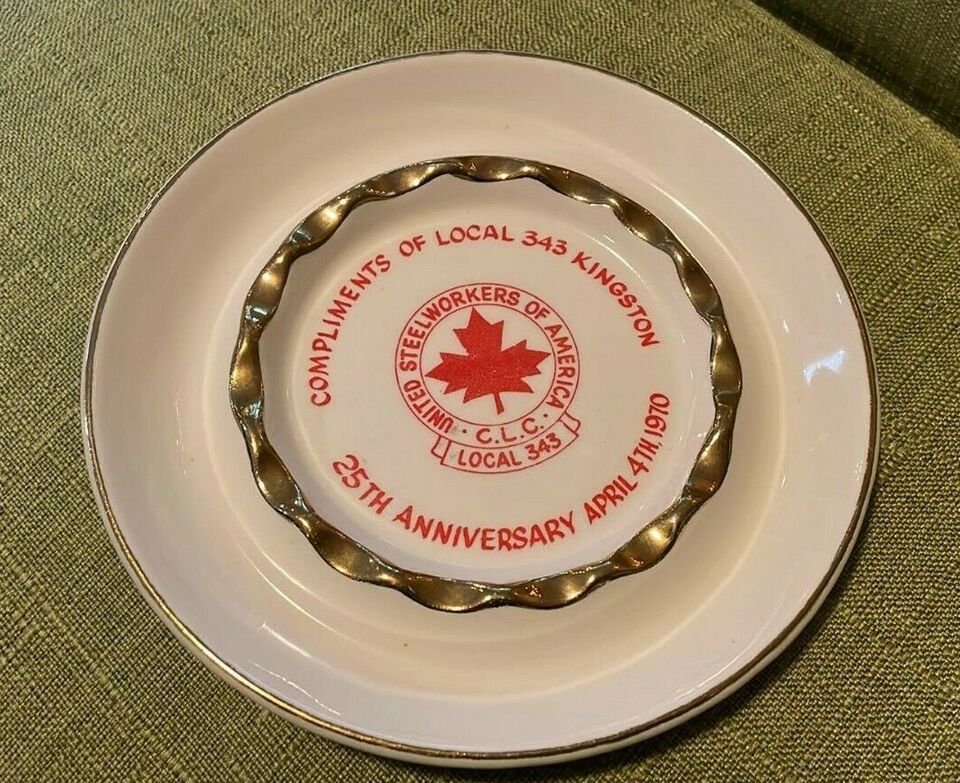 COMPLIMENTS OF LOCAL 343 KINGSTON
UNITED STEELWORKERS OF AMERICA
· C.L.C. ·
LOCAL 343
25TH ANNIVERSARY APRIL 4TH, 1970